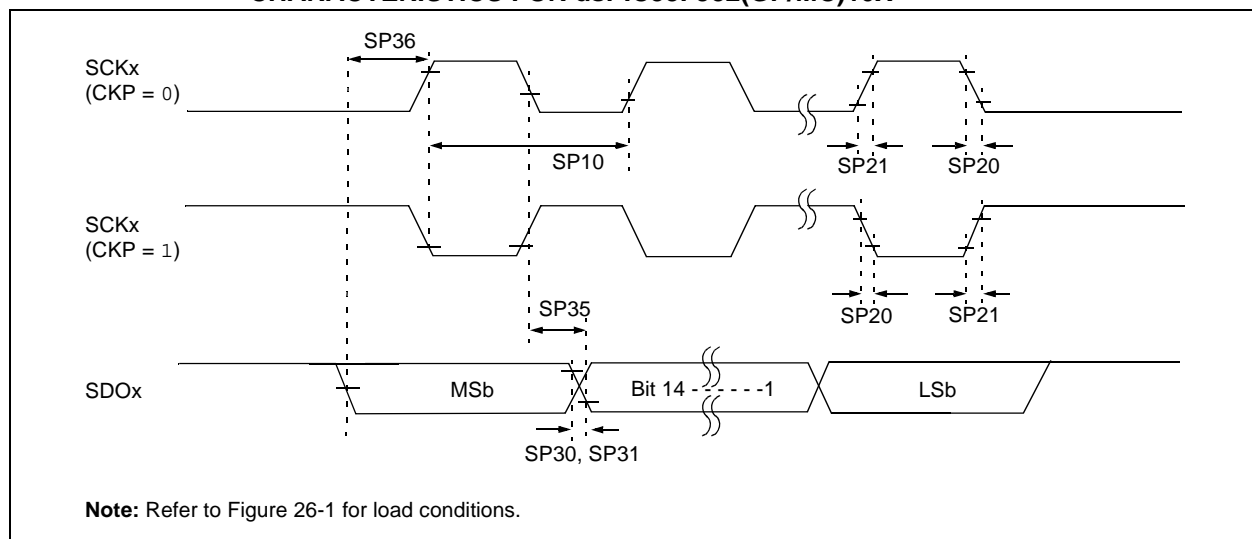 SP36
SCKx
(CKP = 0)
SP10
SP21
SP20
SCKx
(CKP = 1)
SP35
SP20
SP21
SDOx
MSb
Bit 14 - - - - - -1
LSb
SP30, SP31
Note: Refer to Figure 26-1 for load conditions.